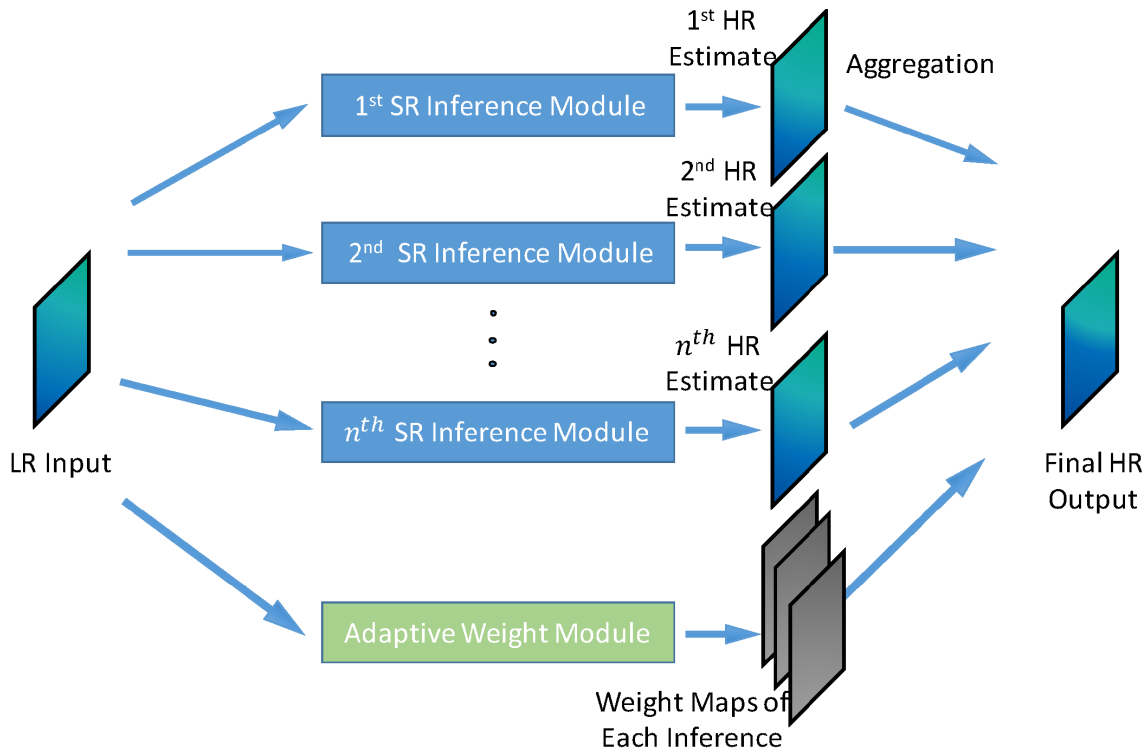 1st HR
Estimate
Aggregation
1st SR Inference Module
2nd HR
Estimate
2nd SR Inference Module
nth HR
Estimate
nth SR Inference Module
LR Input
Final HR
Output
Adaptive Weight Module
Weight Maps of
Each Inference